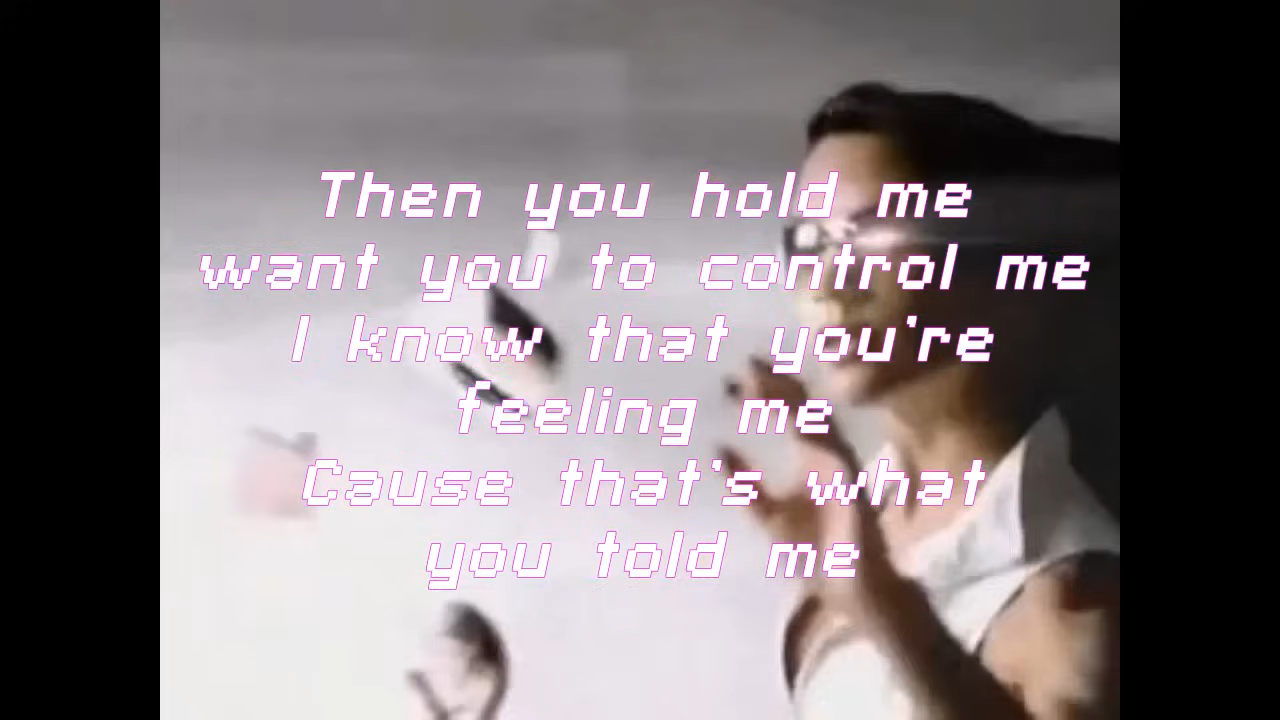 Then you hold me
want you to control me
I know that you're
feeling me
Cause that's what
you told me